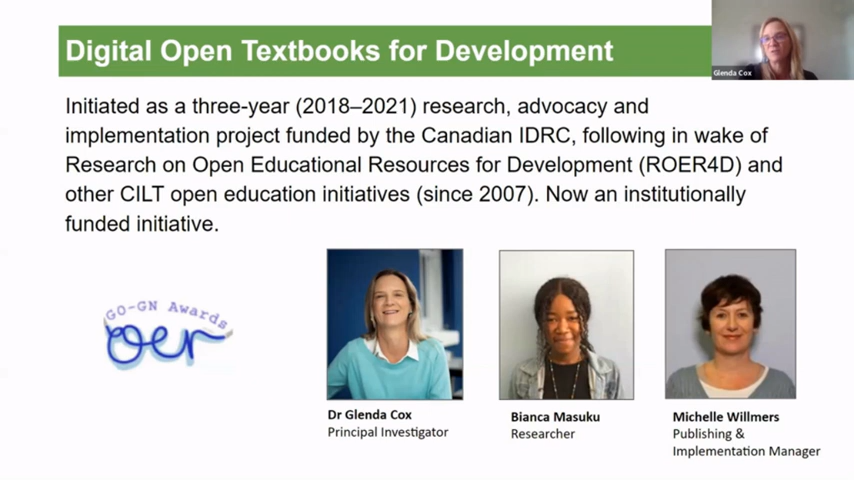 Digital Open Textbooks for Development
Glenda Cox
Initiated as a three-year (2018–2021) research, advocacy and
implementation project funded by the Canadian IDRC, following in wake of
Research on Open Educational Resources for Development (ROER4D) and
other CILT open education initiatives (since 2007). Now an institutionally
funded initiative.
GO-GN Awards
oer
Dr Glenda Cox
Principal Investigator
Bianca Masuku
Researcher
Michelle Willmers
Publishing &
Implementation Manager